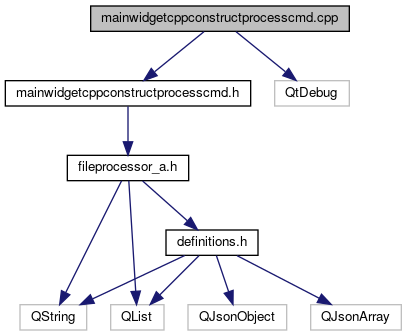 mainwidgetcppconstructprocesscmd.cpp
mainwidgetcppconstructprocesscmd.h
QtDebug
fileprocessor_a.h
definitions.h
QString
QList
QJsonObject
QJsonArray